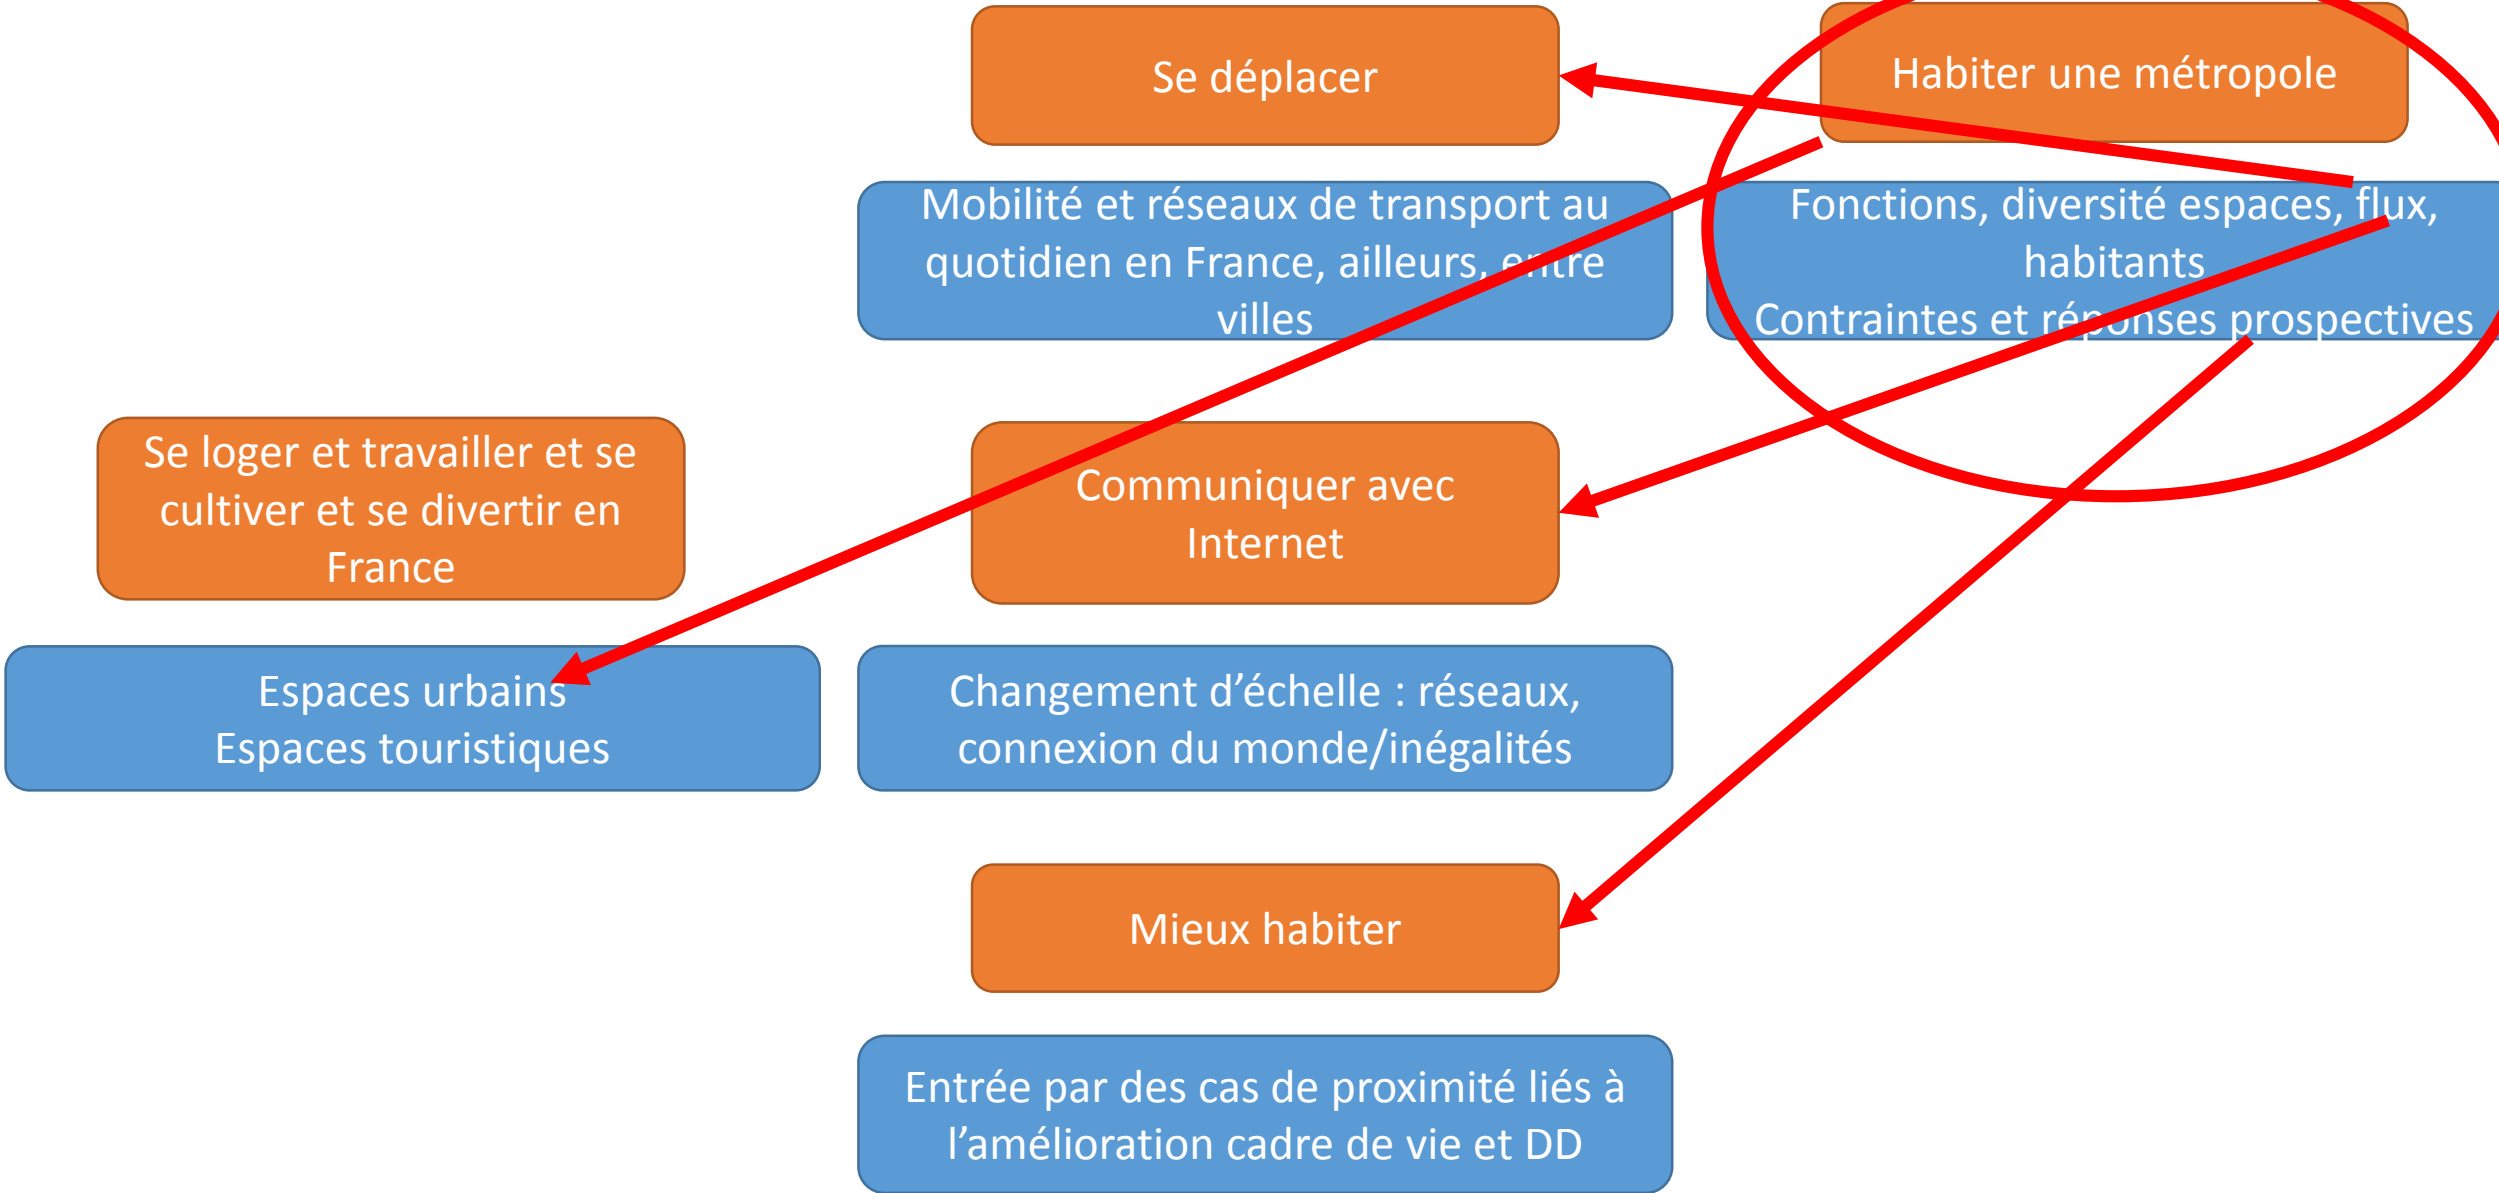 Se déplacer
Habiter une métropole
Mobilité et réseaux de transport au
quotidien en France, ailleurs, entre
villes
Fonctions, diversité espaces, flux,
habitants
Contraintes et réponses prospectives
Se loger et travailler et se
cultiver et se divertir en
France
Communiquer avec
Internet
Espaces urbains
Espaces touristiques
Changement d’échelle : réseaux,
connexion du monde/inégalités
Mieux habiter
Entrée par des cas de proximité liés à
l’amélioration cadre de vie et DD